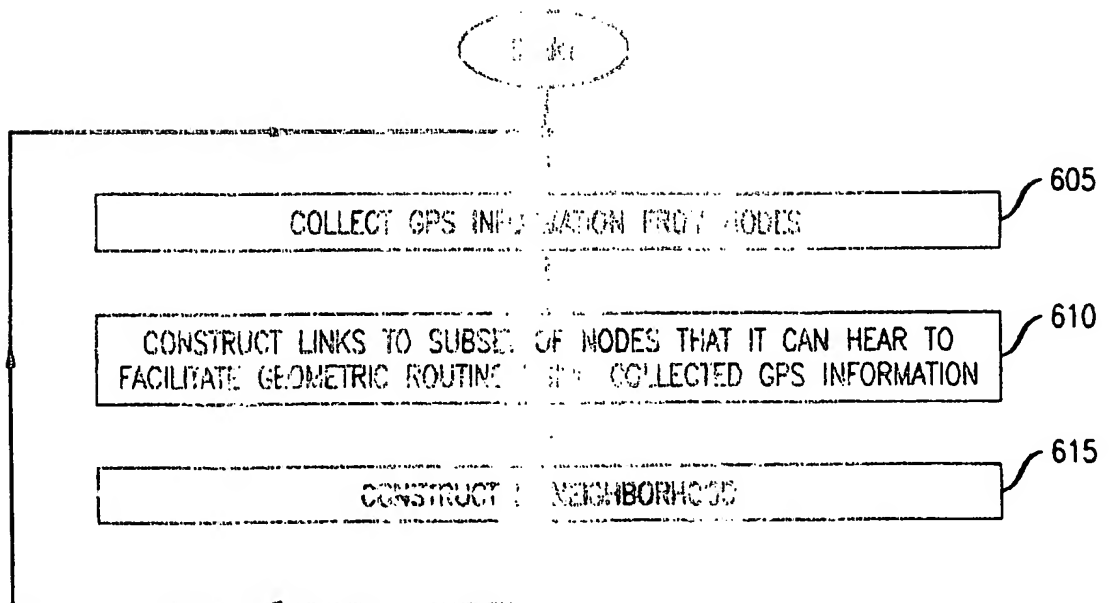 605
COLLECT GPS INFORMATION FROM NODES
610
CONSTRUCT LINKS TO SUBSET OF NODES THAT IT CAN HEAR TO
FACILITATE GEOMETRIC ROUTING COLLECTED GPS INFORMATION
615
CONSTRUCT NEIGHBORHOOD